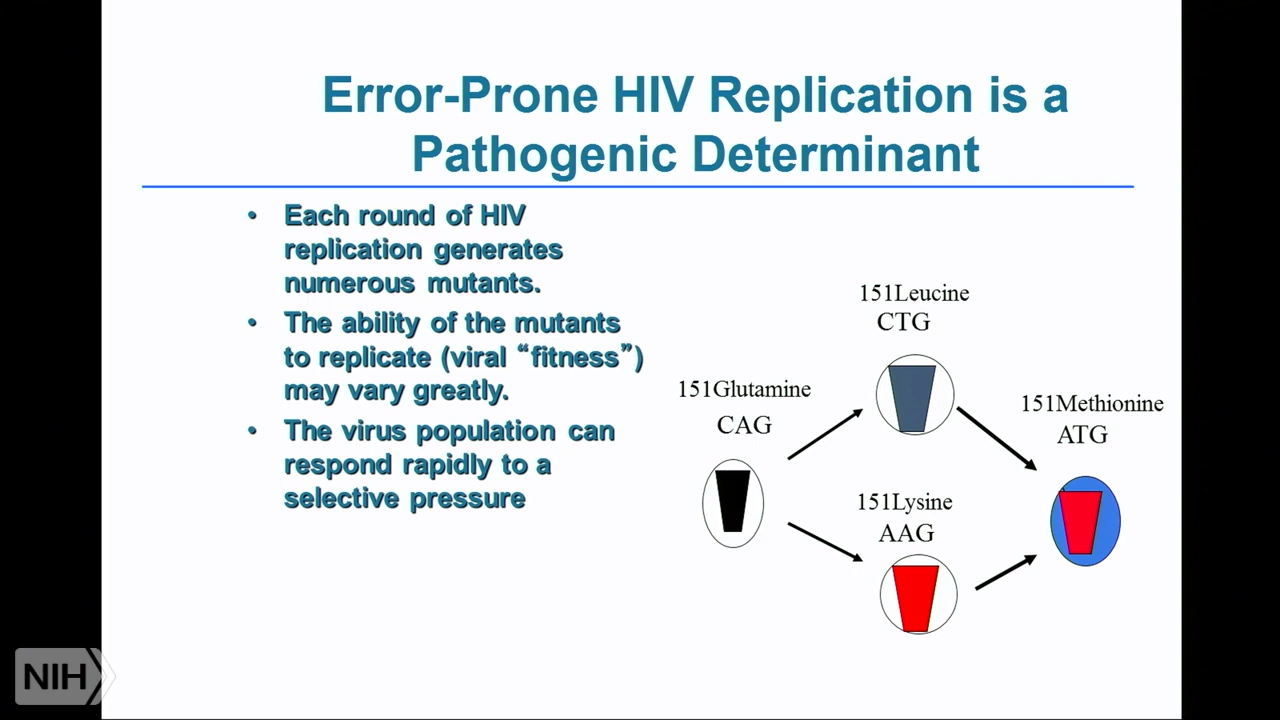 Error-Prone HIV Replication is a
Pathogenic Determinant
• Each round of HIV
replication generates
numerous mutants.
• The ability of the mutants
to replicate (viral “fitness”)
may vary greatly.
• The virus population can
respond rapidly to a
selective pressure
151Leucine
CTG
151Glutamine
CAG
151Methionine
ATG
151Lysine
AAG
NIH